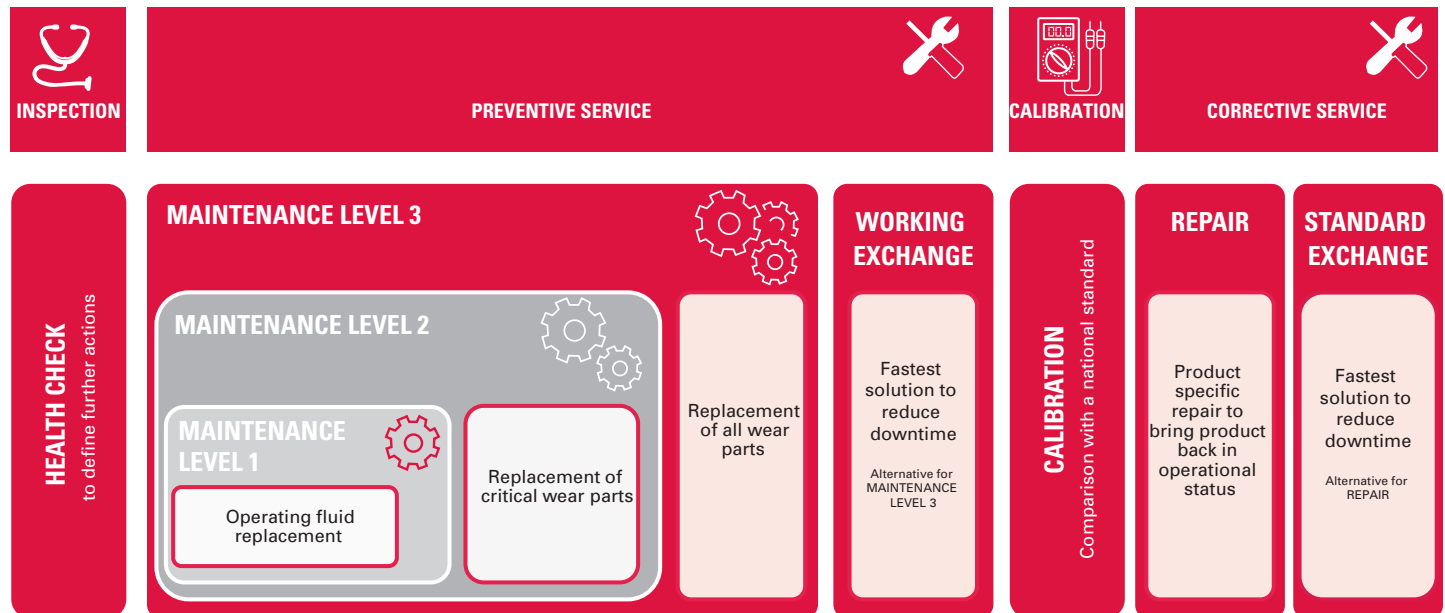 INSPECTION
PREVENTIVE SERVICE
00.0
CALIBRATION
CORRECTIVE SERVICE
HEALTH CHECK
to define further actions
MAINTENANCE LEVEL 3
MAINTENANCE LEVEL 2
MAINTENANCE
LEVEL 1
Operating fluid
replacement
Replacement of
critical wear parts
Replacement
of all wear
parts
WORKING
EXCHANGE
Fastest
solution to
reduce
downtime
Alternative for
MAINTENANCE
LEVEL 3
CALIBRATION
Comparison with a national standard
REPAIR
Product
specific
repair to
bring product
back in
operational
status
STANDARD
EXCHANGE
Fastest
solution to
reduce
downtime
Alternative for
REPAIR